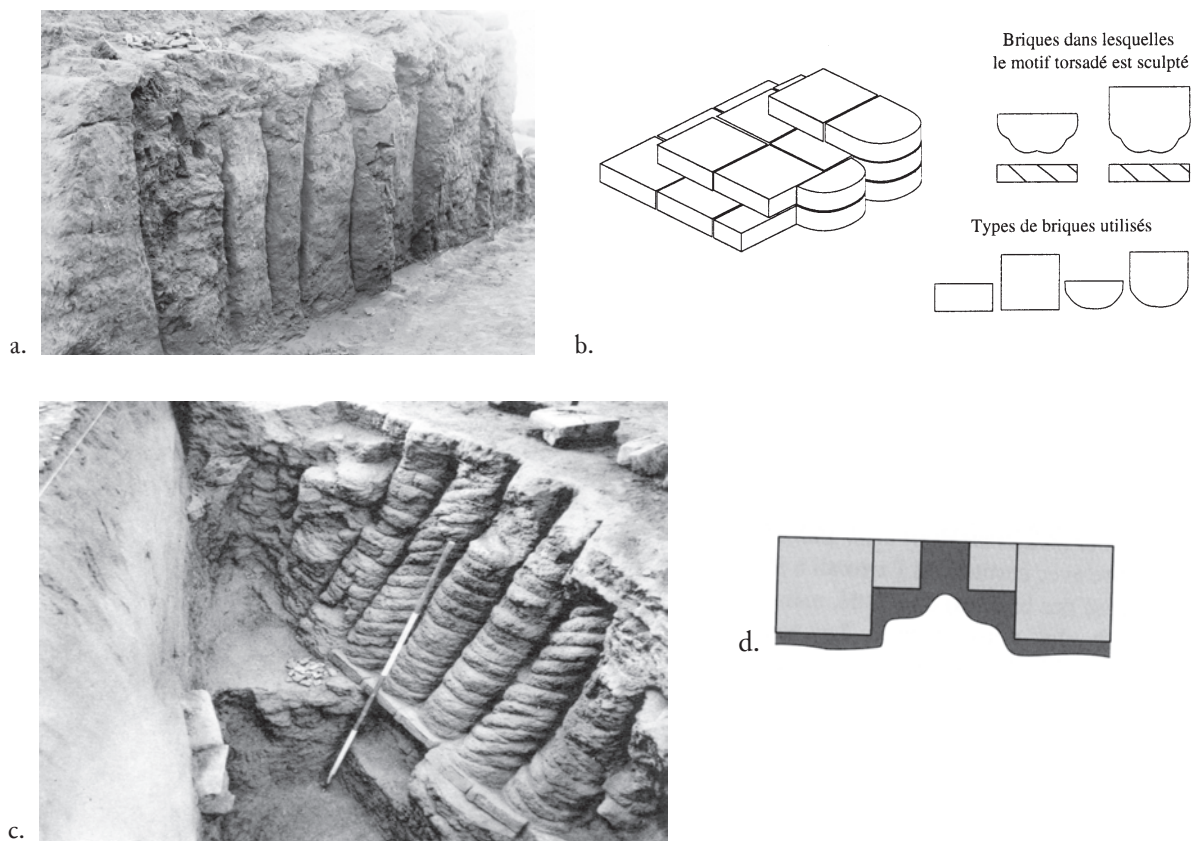 a.
b.
Briques dans lesquelles
le motif torsadé est sculpté
Types de briques utilisés
c.
d.